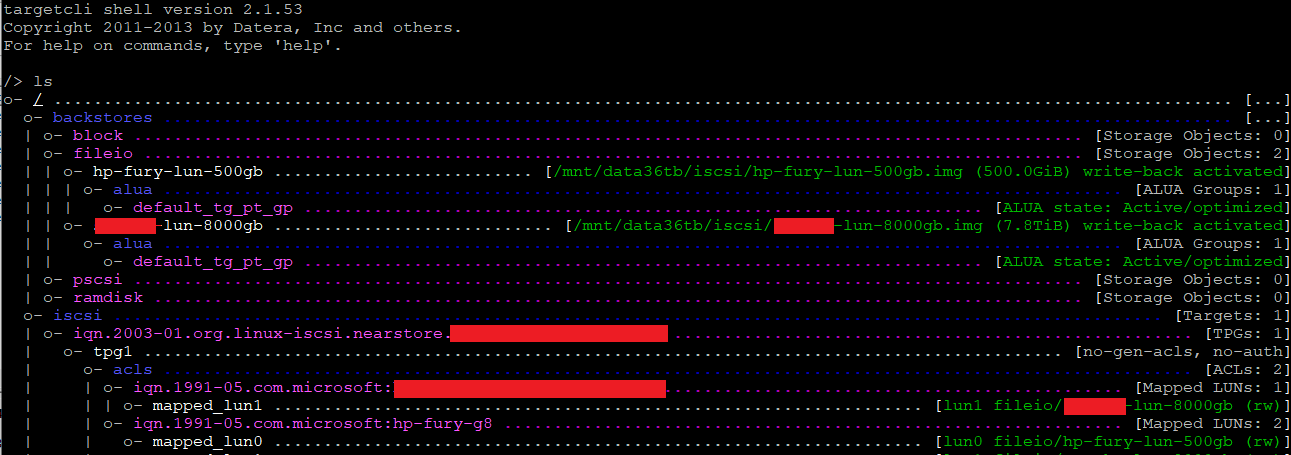 targetcli shell version 2.1.53
Copyright 2011-2013 by Datera, Inc and others.
For help on commands, type 'help'.
/> ls
o- / ..................................................................................................................... [...]
o- backstores .......................................................................................................... [...]
| o- block .............................................................................................. [Storage Objects: 0]
| o- fileio ............................................................................................. [Storage Objects: 2]
| | o- hp-fury-lun-500gb .......................... [/mnt/data36tb/iscsi/hp-fury-lun-500gb.img (500.0GiB) write-back activated]
| | | o- alua ............................................................................................... [ALUA Groups: 1]
| | | o- default_tg_pt_gp ................................................................... [ALUA state: Active/optimized]
| | o- -lun-8000gb ............................ [/mnt/data36tb/iscsi/ -lun-8000gb.img (7.8TiB) write-back activated]
| | o- alua ............................................................................................... [ALUA Groups: 1]
| | o- default_tg_pt_gp ................................................................... [ALUA state: Active/optimized]
| o- pscsi .............................................................................................. [Storage Objects: 0]
| o- ramdisk ............................................................................................ [Storage Objects: 0]
o- iscsi ........................................................................................................ [Targets: 1]
| o- iqn.2003-01.org.linux-iscsi.nearstore. ..................................................... [TPGs: 1]
| o- tpg1 ........................................................................................... [no-gen-acls, no-auth]
| o- acls ...................................................................................................... [ACLs: 2]
| | o- iqn.1991-05.com.microsoft: .............................................. [Mapped LUNs: 1]
| | | o- mapped_lun1 .................................................................. [lun1 fileio/ -lun-8000gb (rw)]
| | o- iqn.1991-05.com.microsoft:hp-fury-g8 ............................................................... [Mapped LUNs: 2]
| | o- mapped_lun0 .................................................................. [lun0 fileio/hp-fury-lun-500gb (rw)]